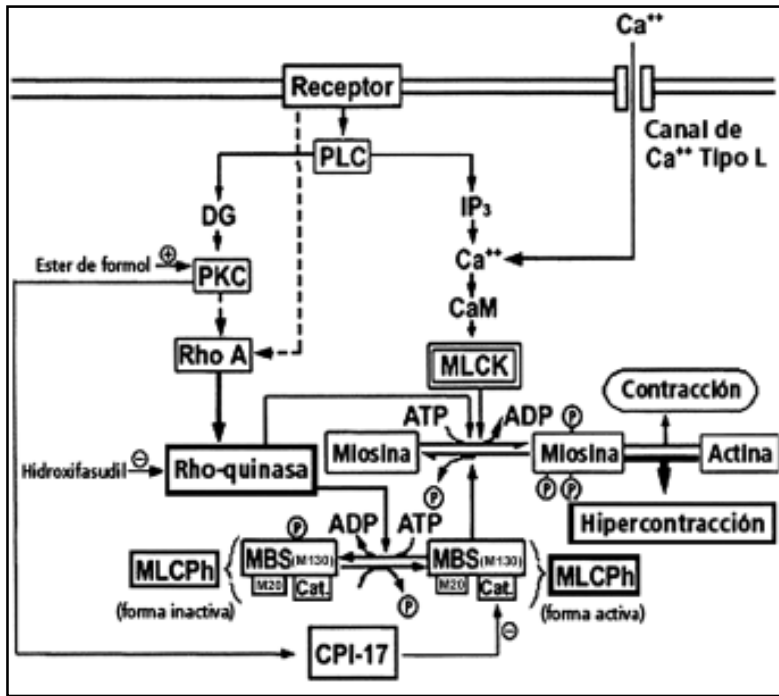 Ca⁺⁺
Receptor
Canal de
Ca⁺⁺ Tipo L
PLC
DG
IP₃
Ester de formol
+
PKC
Ca⁺⁺
CaM
Rho A
MLCK
Contracción
ATP
ADP
P
Miosina
Miosina
Actina
P
P P
Hidroxifasudil
−
Rho-quinasa
Hipercontracción
P
ADP
ATP
MLCPh
MBS(M130)
M20
Cat.
MBS(M130)
M20
Cat.
MLCPh
(forma inactiva)
P
(forma activa)
−
CPI-17